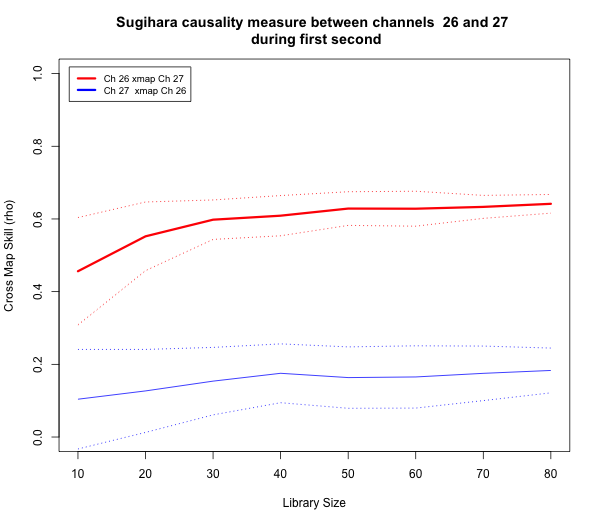 Sugihara causality measure between channels  26 and 27
during first second
Ch 26 xmap Ch 27
Ch 27  xmap Ch 26
Cross Map Skill (rho)
1.0
0.8
0.6
0.4
0.2
0.0
10 20 30 40 50 60 70 80
Library Size